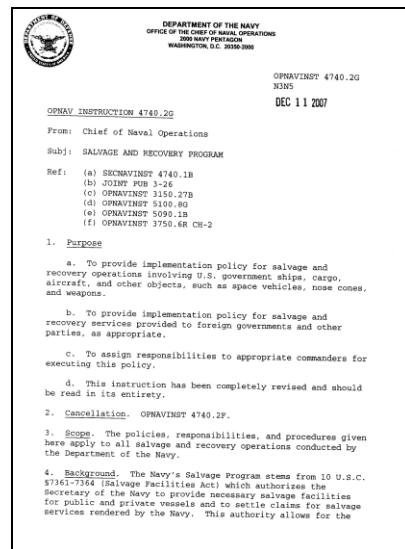 DEPARTMENT OF THE NAVY
OFFICE OF THE CHIEF OF NAVAL OPERATIONS
2000 NAVY PENTAGON
WASHINGTON, D.C. 20350-2000
OPNAVINST 4740.2G
N3N5
DEC 11 2007
OPNAV INSTRUCTION 4740.2G
From: Chief of Naval Operations
Subj: SALVAGE AND RECOVERY PROGRAM
Ref: (a) SECNAVINST 4740.1B
(b) JOINT PUB 3-26
(c) OPNAVINST 3150.27B
(d) OPNAVINST 5100.8G
(e) OPNAVINST 5090.1B
(f) OPNAVINST 3750.6R CH-2
1. Purpose
a. To provide implementation policy for salvage and
recovery operations involving U.S. government ships, cargo,
aircraft, and other objects, such as space vehicles, nose cones,
and weapons.
b. To provide implementation policy for salvage and
recovery services provided to foreign governments and other
parties, as appropriate.
c. To assign responsibilities to appropriate commanders for
executing this policy.
d. This instruction has been completely revised and should
be read in its entirety.
2. Cancellation. OPNAVINST 4740.2F.
3. Scope. The policies, responsibilities, and procedures given
here apply to all salvage and recovery operations conducted by
the Department of the Navy.
4. Background. The Navy's Salvage Program stems from 10 U.S.C.
§7361-7364 (Salvage Facilities Act) which authorizes the
Secretary of the Navy to provide necessary salvage facilities
for public and private vessels and to settle claims for salvage
services rendered by the Navy. This authority allows for the